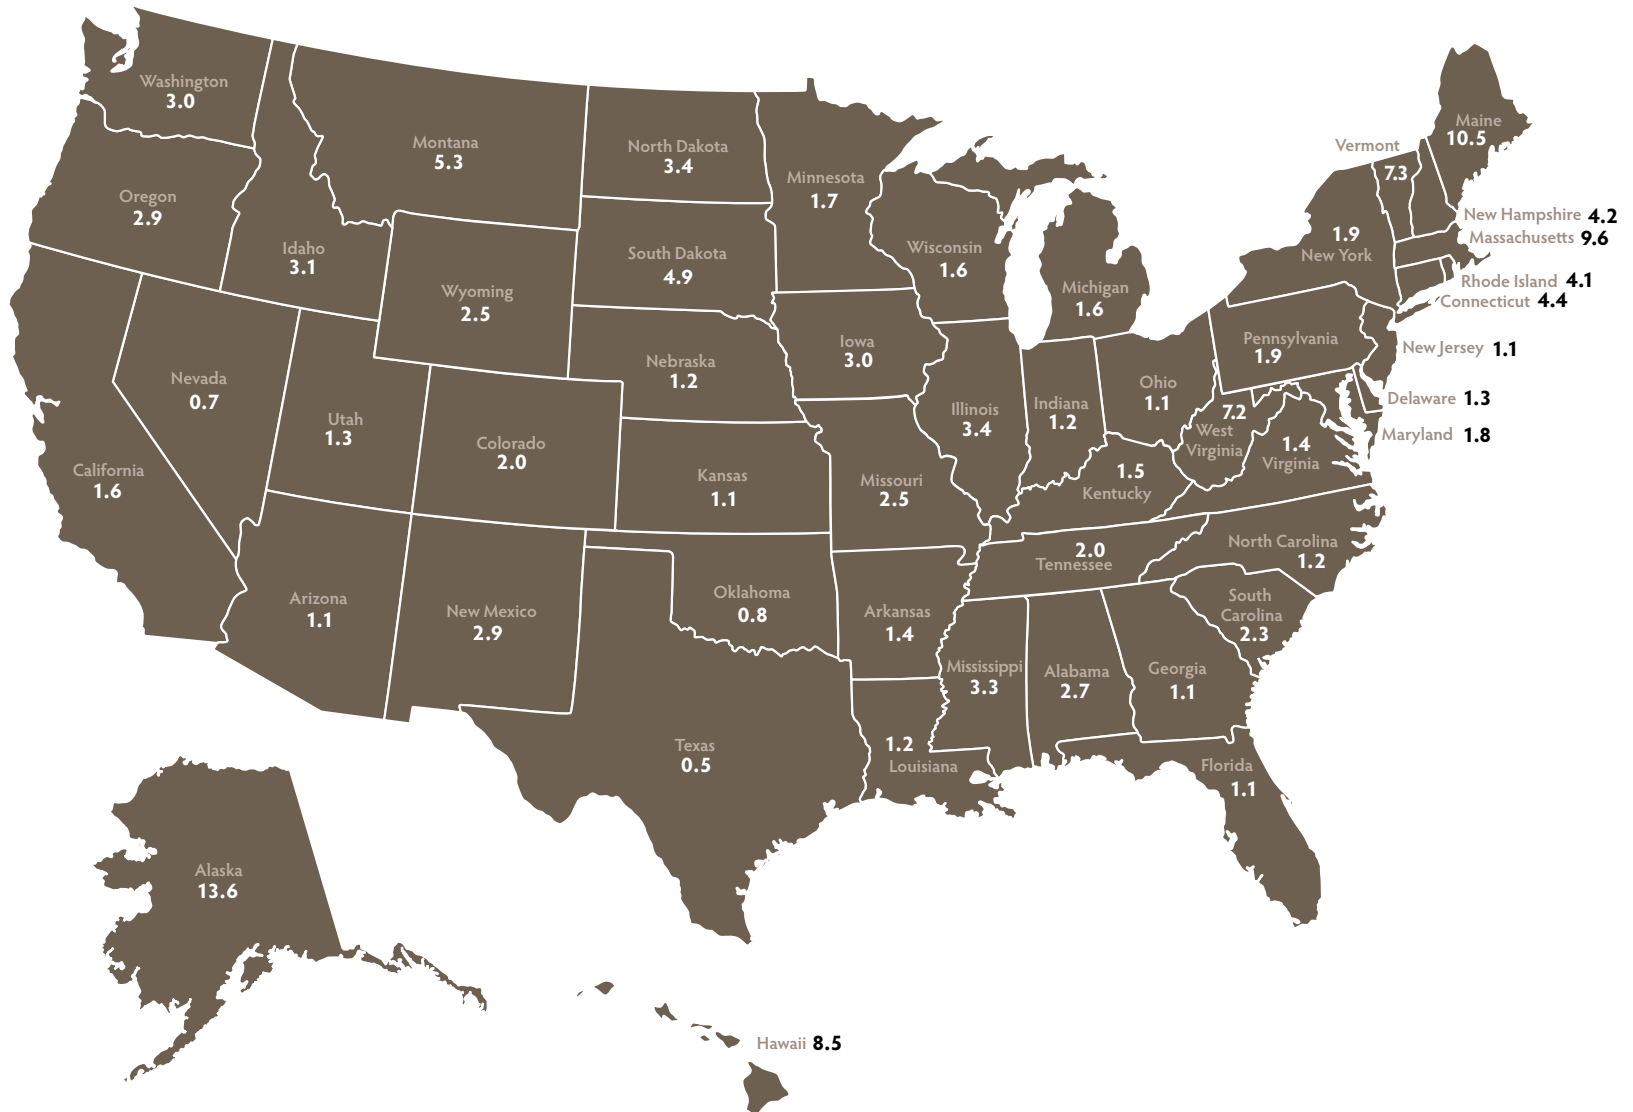 Washington
3.0
Oregon
2.9
Idaho
3.1
Montana
5.3
North Dakota
3.4
Minnesota
1.7
South Dakota
4.9
Wyoming
2.5
Wisconsin
1.6
Michigan
1.6
Vermont
7.3
Maine
10.5
New Hampshire 4.2
Massachusetts 9.6
1.9
New York
Rhode Island 4.1
Connecticut 4.4
Pennsylvania
1.9
New Jersey 1.1
Delaware 1.3
Maryland 1.8
California
1.6
Nevada
0.7
Utah
1.3
Colorado
2.0
Nebraska
1.2
Iowa
3.0
Kansas
1.1
Missouri
2.5
Illinois
3.4
Indiana
1.2
Ohio
1.1
7.2
West
Virginia
1.4
Virginia
1.5
Kentucky
2.0
Tennessee
North Carolina
1.2
South
Carolina
2.3
Arizona
1.1
New Mexico
2.9
Oklahoma
0.8
Arkansas
1.4
Mississippi
3.3
Alabama
2.7
Georgia
1.1
Texas
0.5
1.2
Louisiana
Florida
1.1
Alaska
13.6
Hawaii 8.5